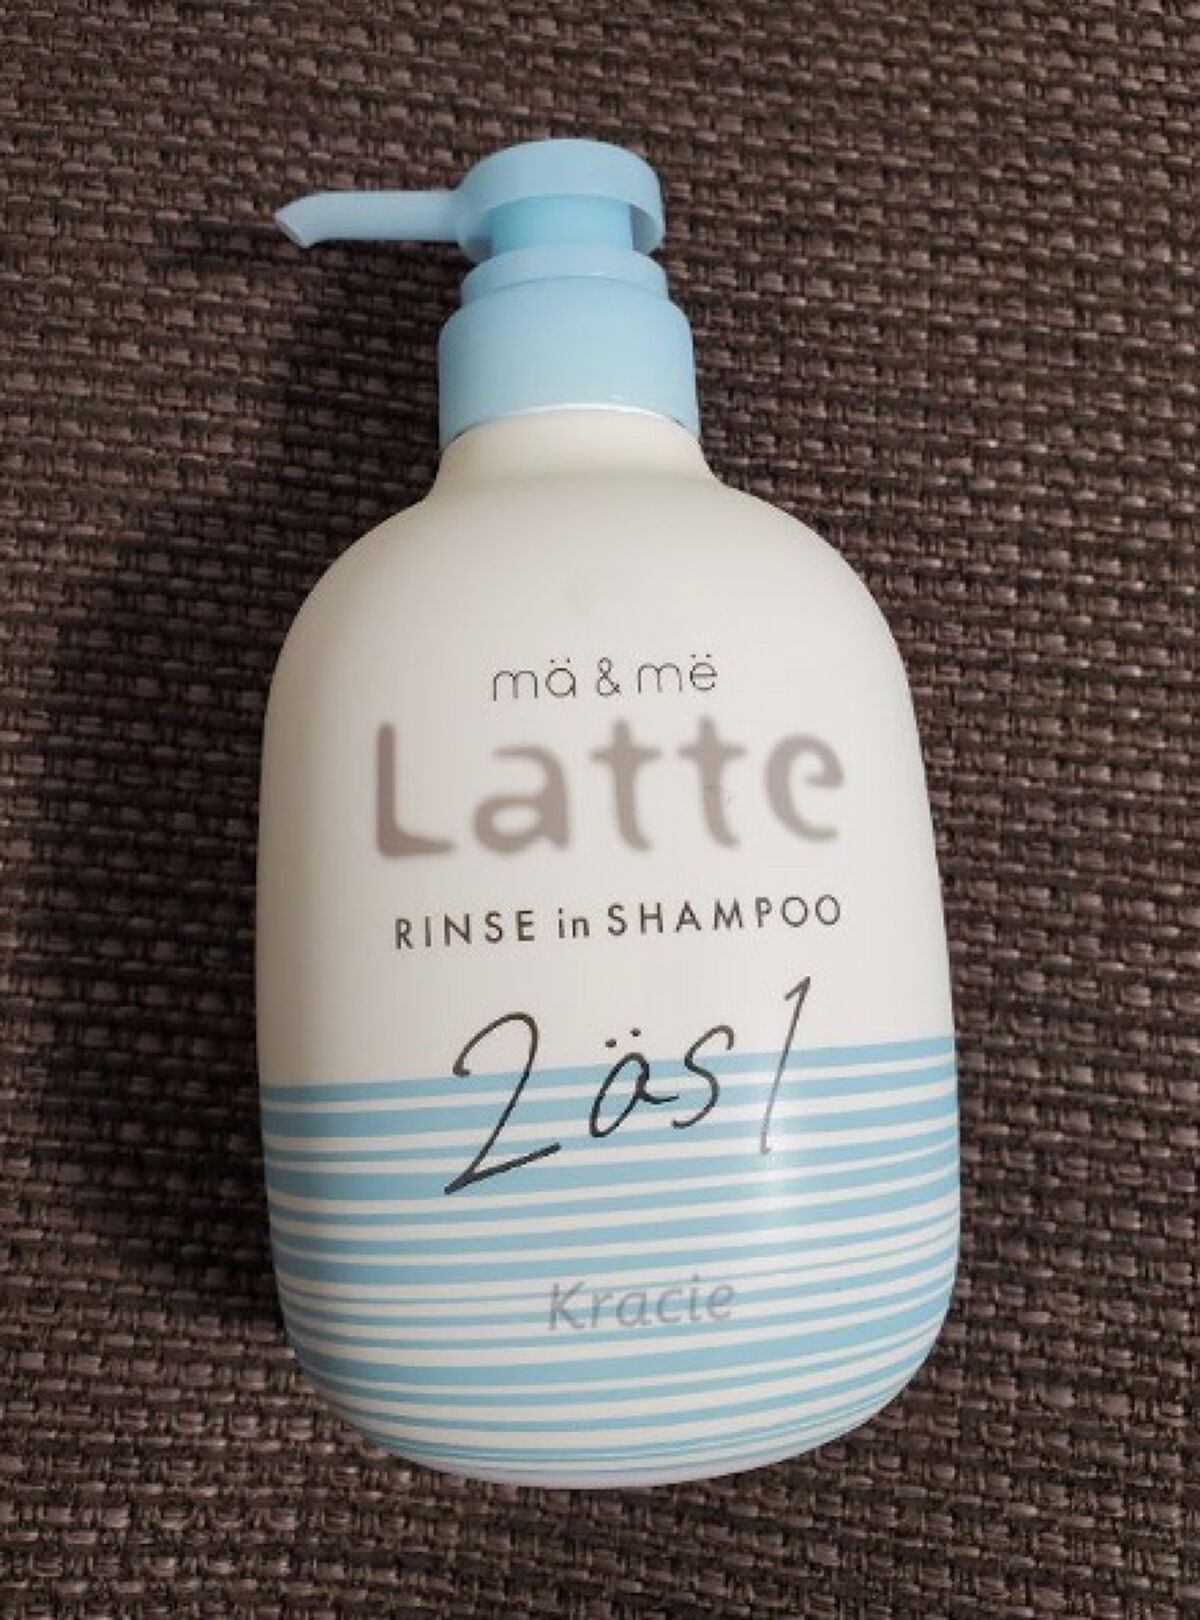 mä & më
Latte
RINSE in SHAMPOO
2äs1
Kracie